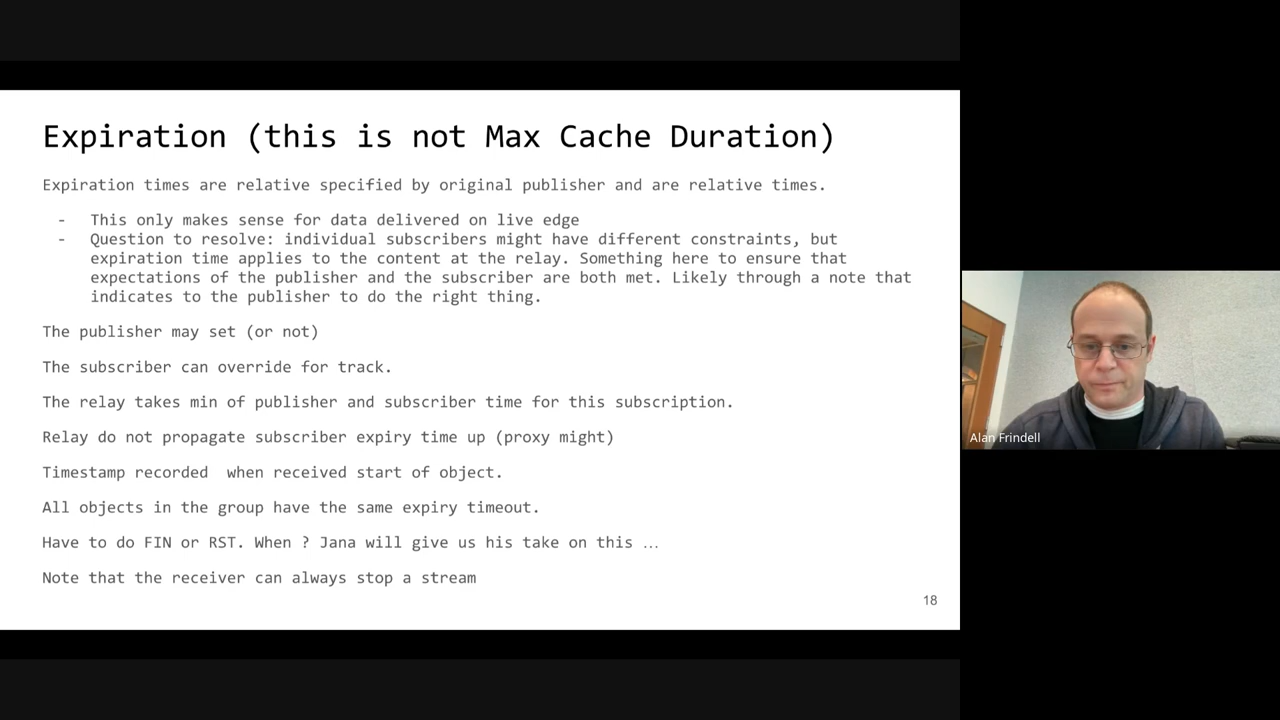 Expiration (this is not Max Cache Duration)
Expiration times are relative specified by original publisher and are relative times.
- This only makes sense for data delivered on live edge
- Question to resolve: individual subscribers might have different constraints, but
expiration time applies to the content at the relay. Something here to ensure that
expectations of the publisher and the subscriber are both met. Likely through a note that
indicates to the publisher to do the right thing.
The publisher may set (or not)
The subscriber can override for track.
The relay takes min of publisher and subscriber time for this subscription.
Relay do not propagate subscriber expiry time up (proxy might)
Timestamp recorded  when received start of object.
All objects in the group have the same expiry timeout.
Have to do FIN or RST. When ? Jana will give us his take on this …
Note that the receiver can always stop a stream
18
Alan Frindell